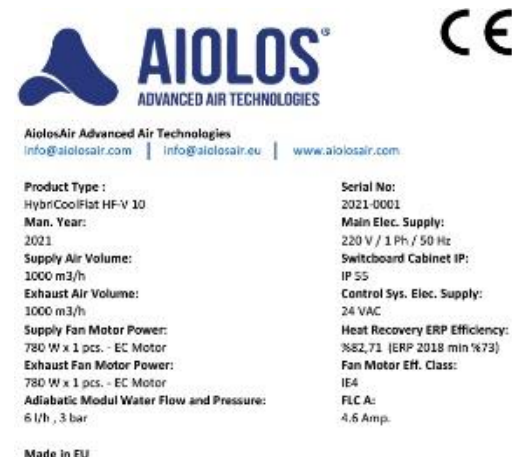 CE
AIOLOS®
ADVANCED AIR TECHNOLOGIES
AiolosAir Advanced Air Technologies
info@aiolosair.com | info@aiolosair.eu | www.aiolosair.com
Product Type :
HybriCoolFlat HF-V 10
Man. Year:
2021
Supply Air Volume:
1000 m3/h
Exhaust Air Volume:
1000 m3/h
Supply Fan Motor Power:
780 W x 1 pcs. - EC Motor
Exhaust Fan Motor Power:
780 W x 1 pcs. - EC Motor
Adiabatic Modul Water Flow and Pressure:
6 l/h , 3 bar
Made in EU
Serial No:
2021-0001
Main Elec. Supply:
220 V / 1 Ph / 50 Hz
Switcboard Cabinet IP:
IP 55
Control Sys. Elec. Supply:
24 VAC
Heat Recovery ERP Efficiency:
%82,71 (ERP 2018 min %73)
Fan Motor Eff. Class:
IE4
FLC A:
4.6 Amp.